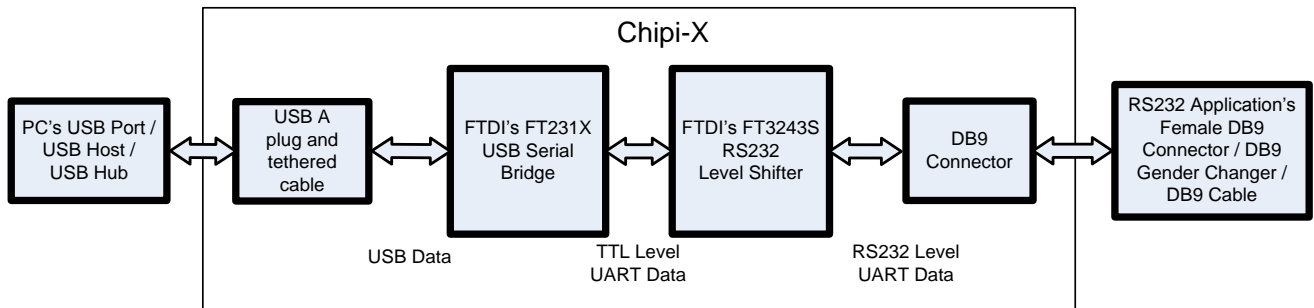 Chipi-X
PC's USB Port /
USB Host /
USB Hub
USB A
plug and
tethered
cable
FTDI's FT231X
USB Serial
Bridge
FTDI's FT3243S
RS232
Level Shifter
DB9
Connector
RS232 Application's
Female DB9
Connector / DB9
Gender Changer /
DB9 Cable
USB Data
TTL Level
UART Data
RS232 Level
UART Data